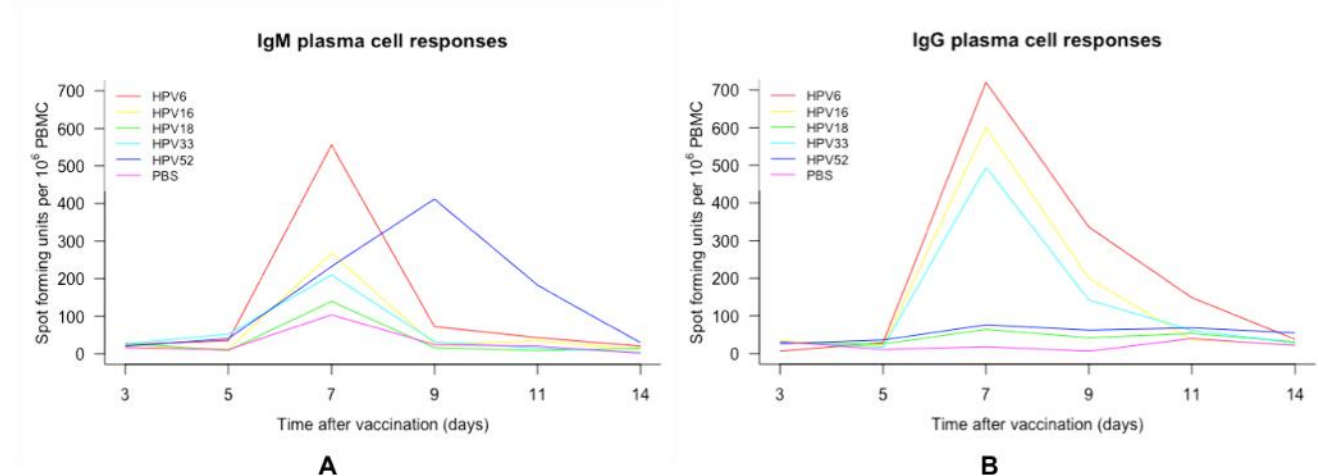 IgM plasma cell responses
Spot forming units per 10⁶ PBMC
700
600
500
400
300
200
100
0
HPV6
HPV16
HPV18
HPV33
HPV52
PBS
3 5 7 9 11 14
Time after vaccination (days)
A
IgG plasma cell responses
Spot forming units per 10⁶ PBMC
700
600
500
400
300
200
100
0
HPV6
HPV16
HPV18
HPV33
HPV52
PBS
3 5 7 9 11 14
Time after vaccination (days)
B